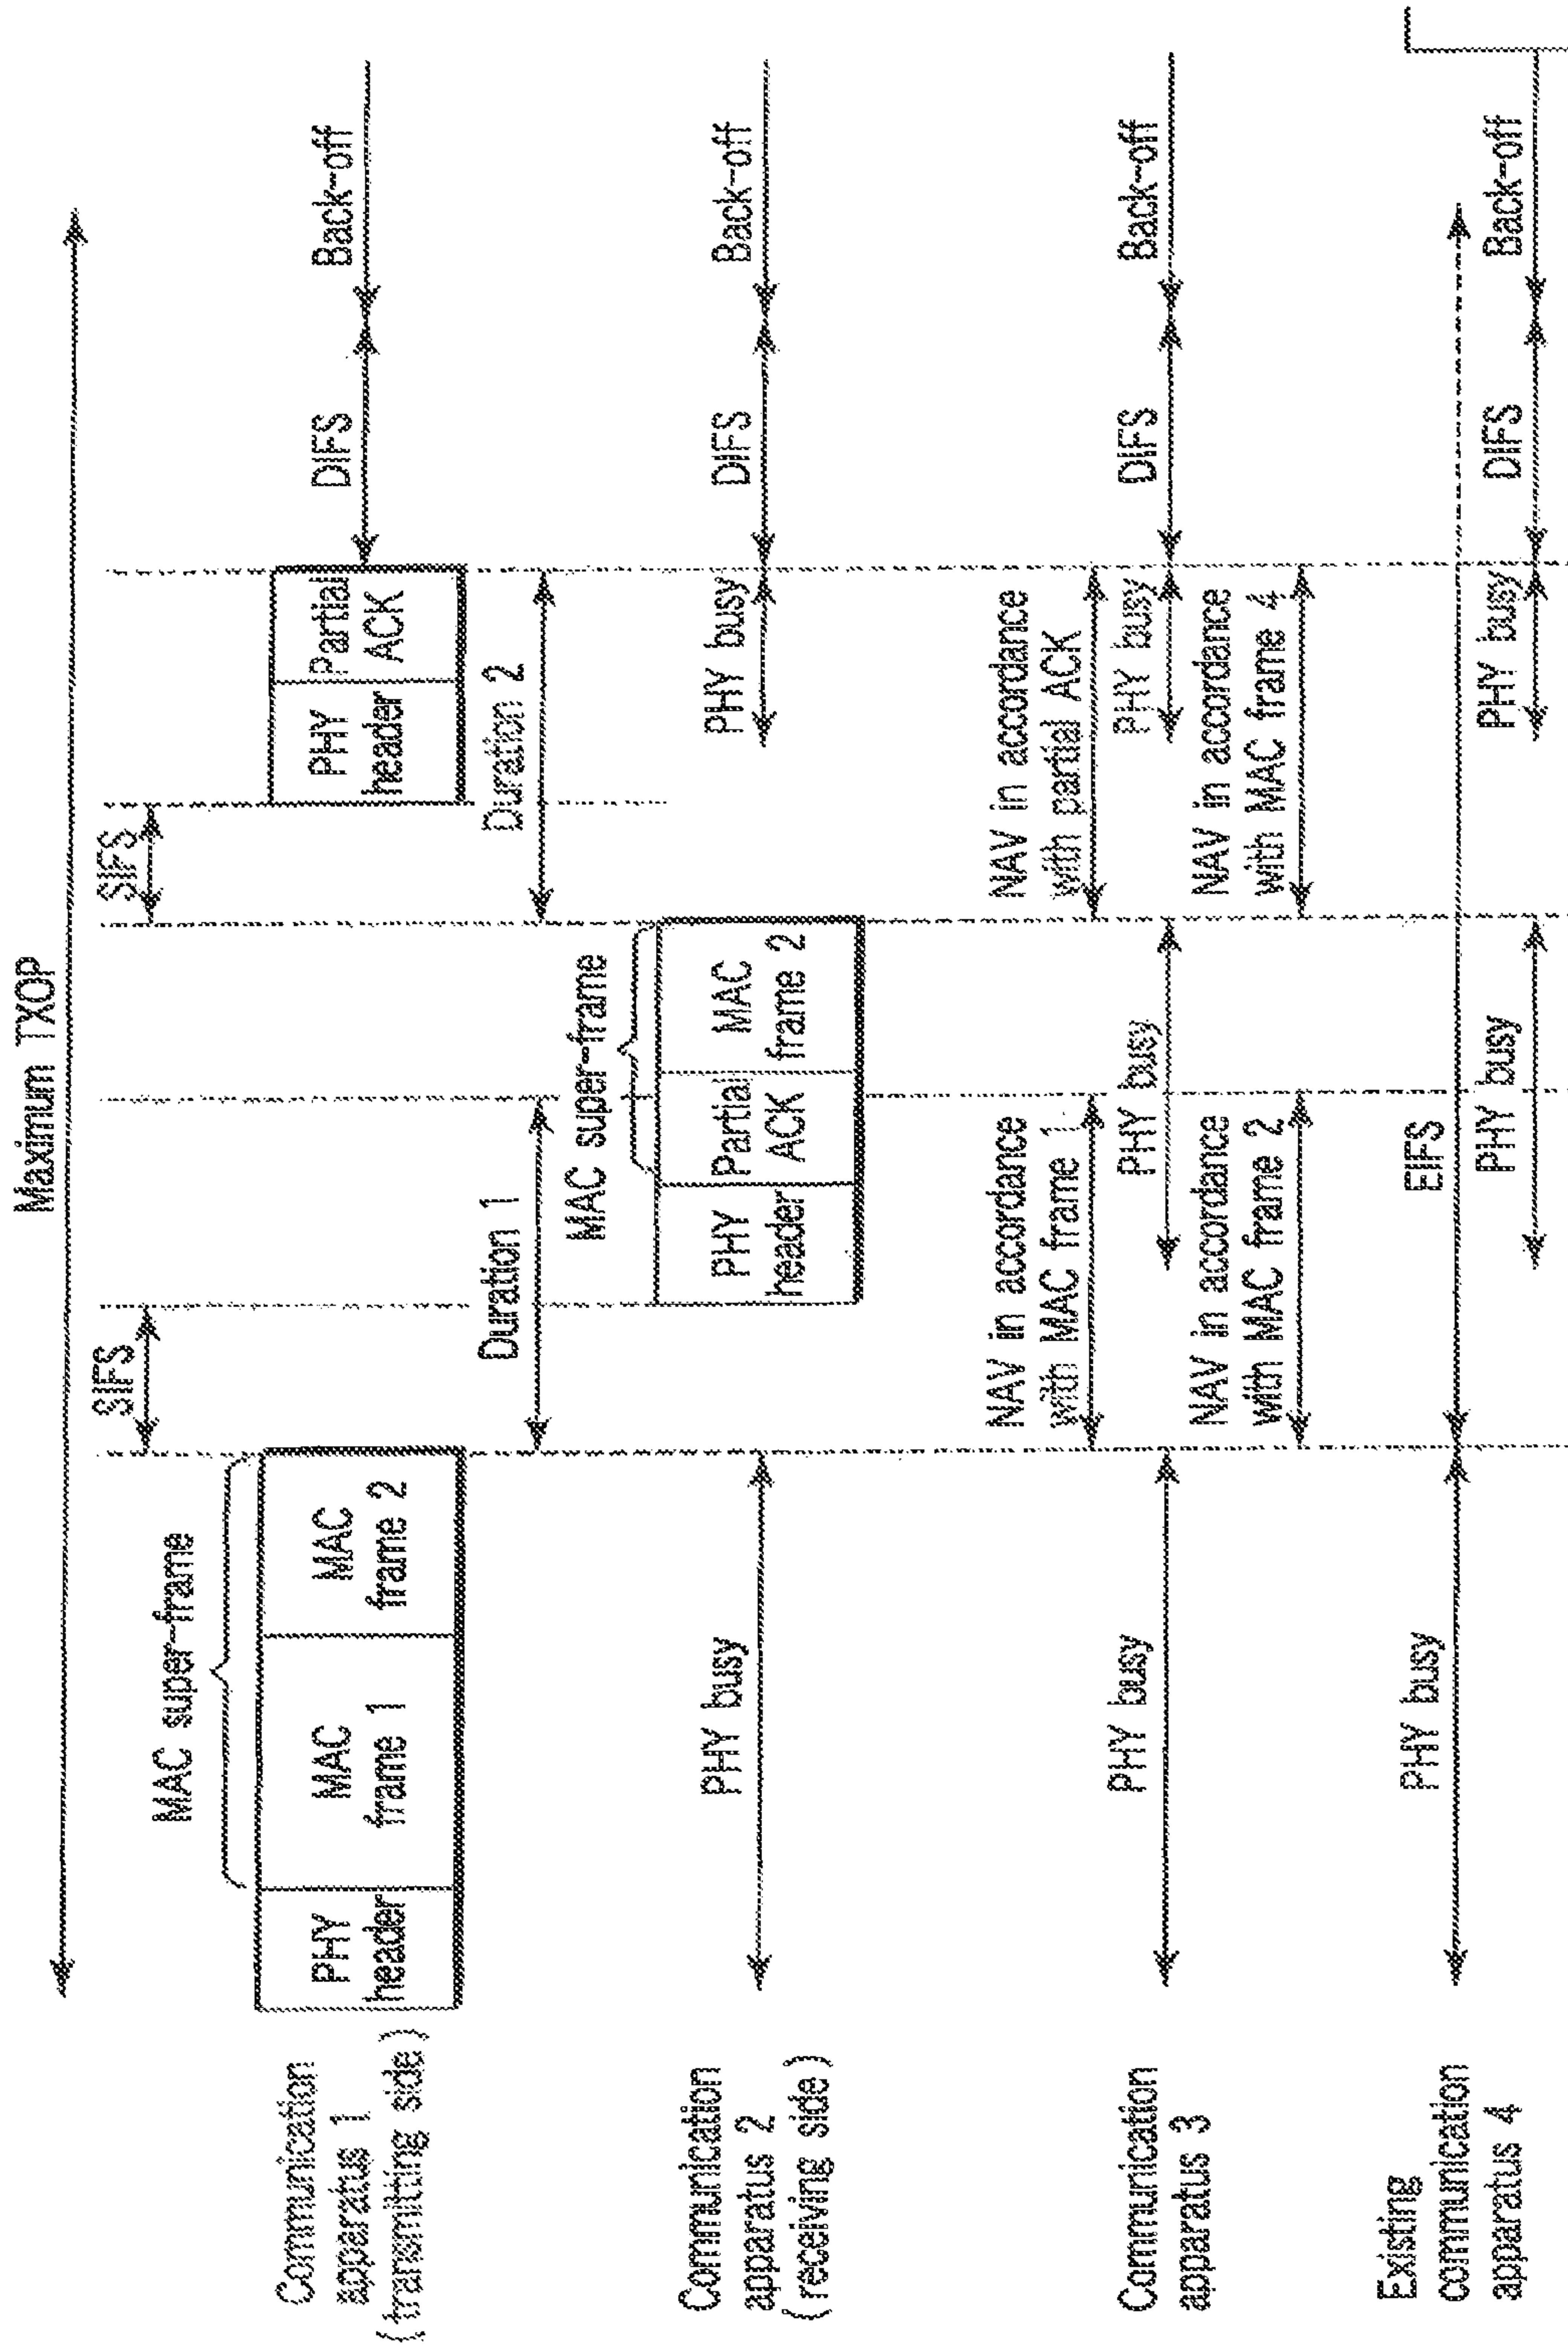 Maximum TXOP
SIFS
SIFS
MAC super-frame
Communication
apparatus 1
(transmitting side)
PHY
header
MAC
frame 1
MAC
frame 2
PHY
header
Partial
ACK
DIFS
Back-off
Duration 1
Duration 2
MAC super-frame
Communication
apparatus 2
(receiving side)
PHY busy
PHY
header
Partial
ACK
MAC
frame 2
PHY busy
DIFS
Back-off
NAV in accordance
with MAC frame 1
NAV in accordance
with partial ACK
Communication
apparatus 3
PHY busy
PHY busy
PHY busy
DIFS
Back-off
NAV in accordance
with MAC frame 2
NAV in accordance
with MAC frame 4
Existing
communication
apparatus 4
PHY busy
EIFS
PHY busy
PHY busy
DIFS
Back-off